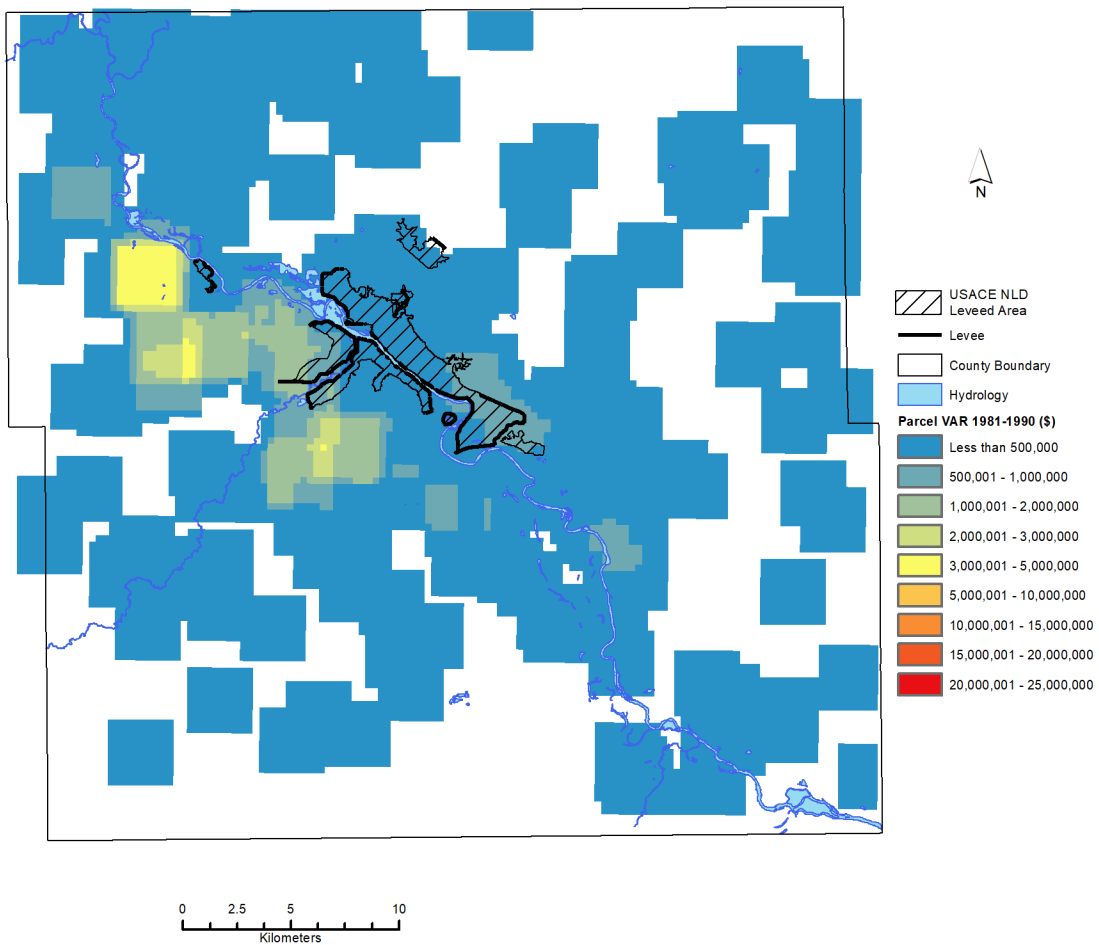 N
USACE NLD
Leveed Area
Levee
County Boundary
Hydrology
Parcel VAR 1981-1990 ($)
Less than 500,000
500,001 - 1,000,000
1,000,001 - 2,000,000
2,000,001 - 3,000,000
3,000,001 - 5,000,000
5,000,001 - 10,000,000
10,000,001 - 15,000,000
15,000,001 - 20,000,000
20,000,001 - 25,000,000
0 2.5 5 10
Kilometers